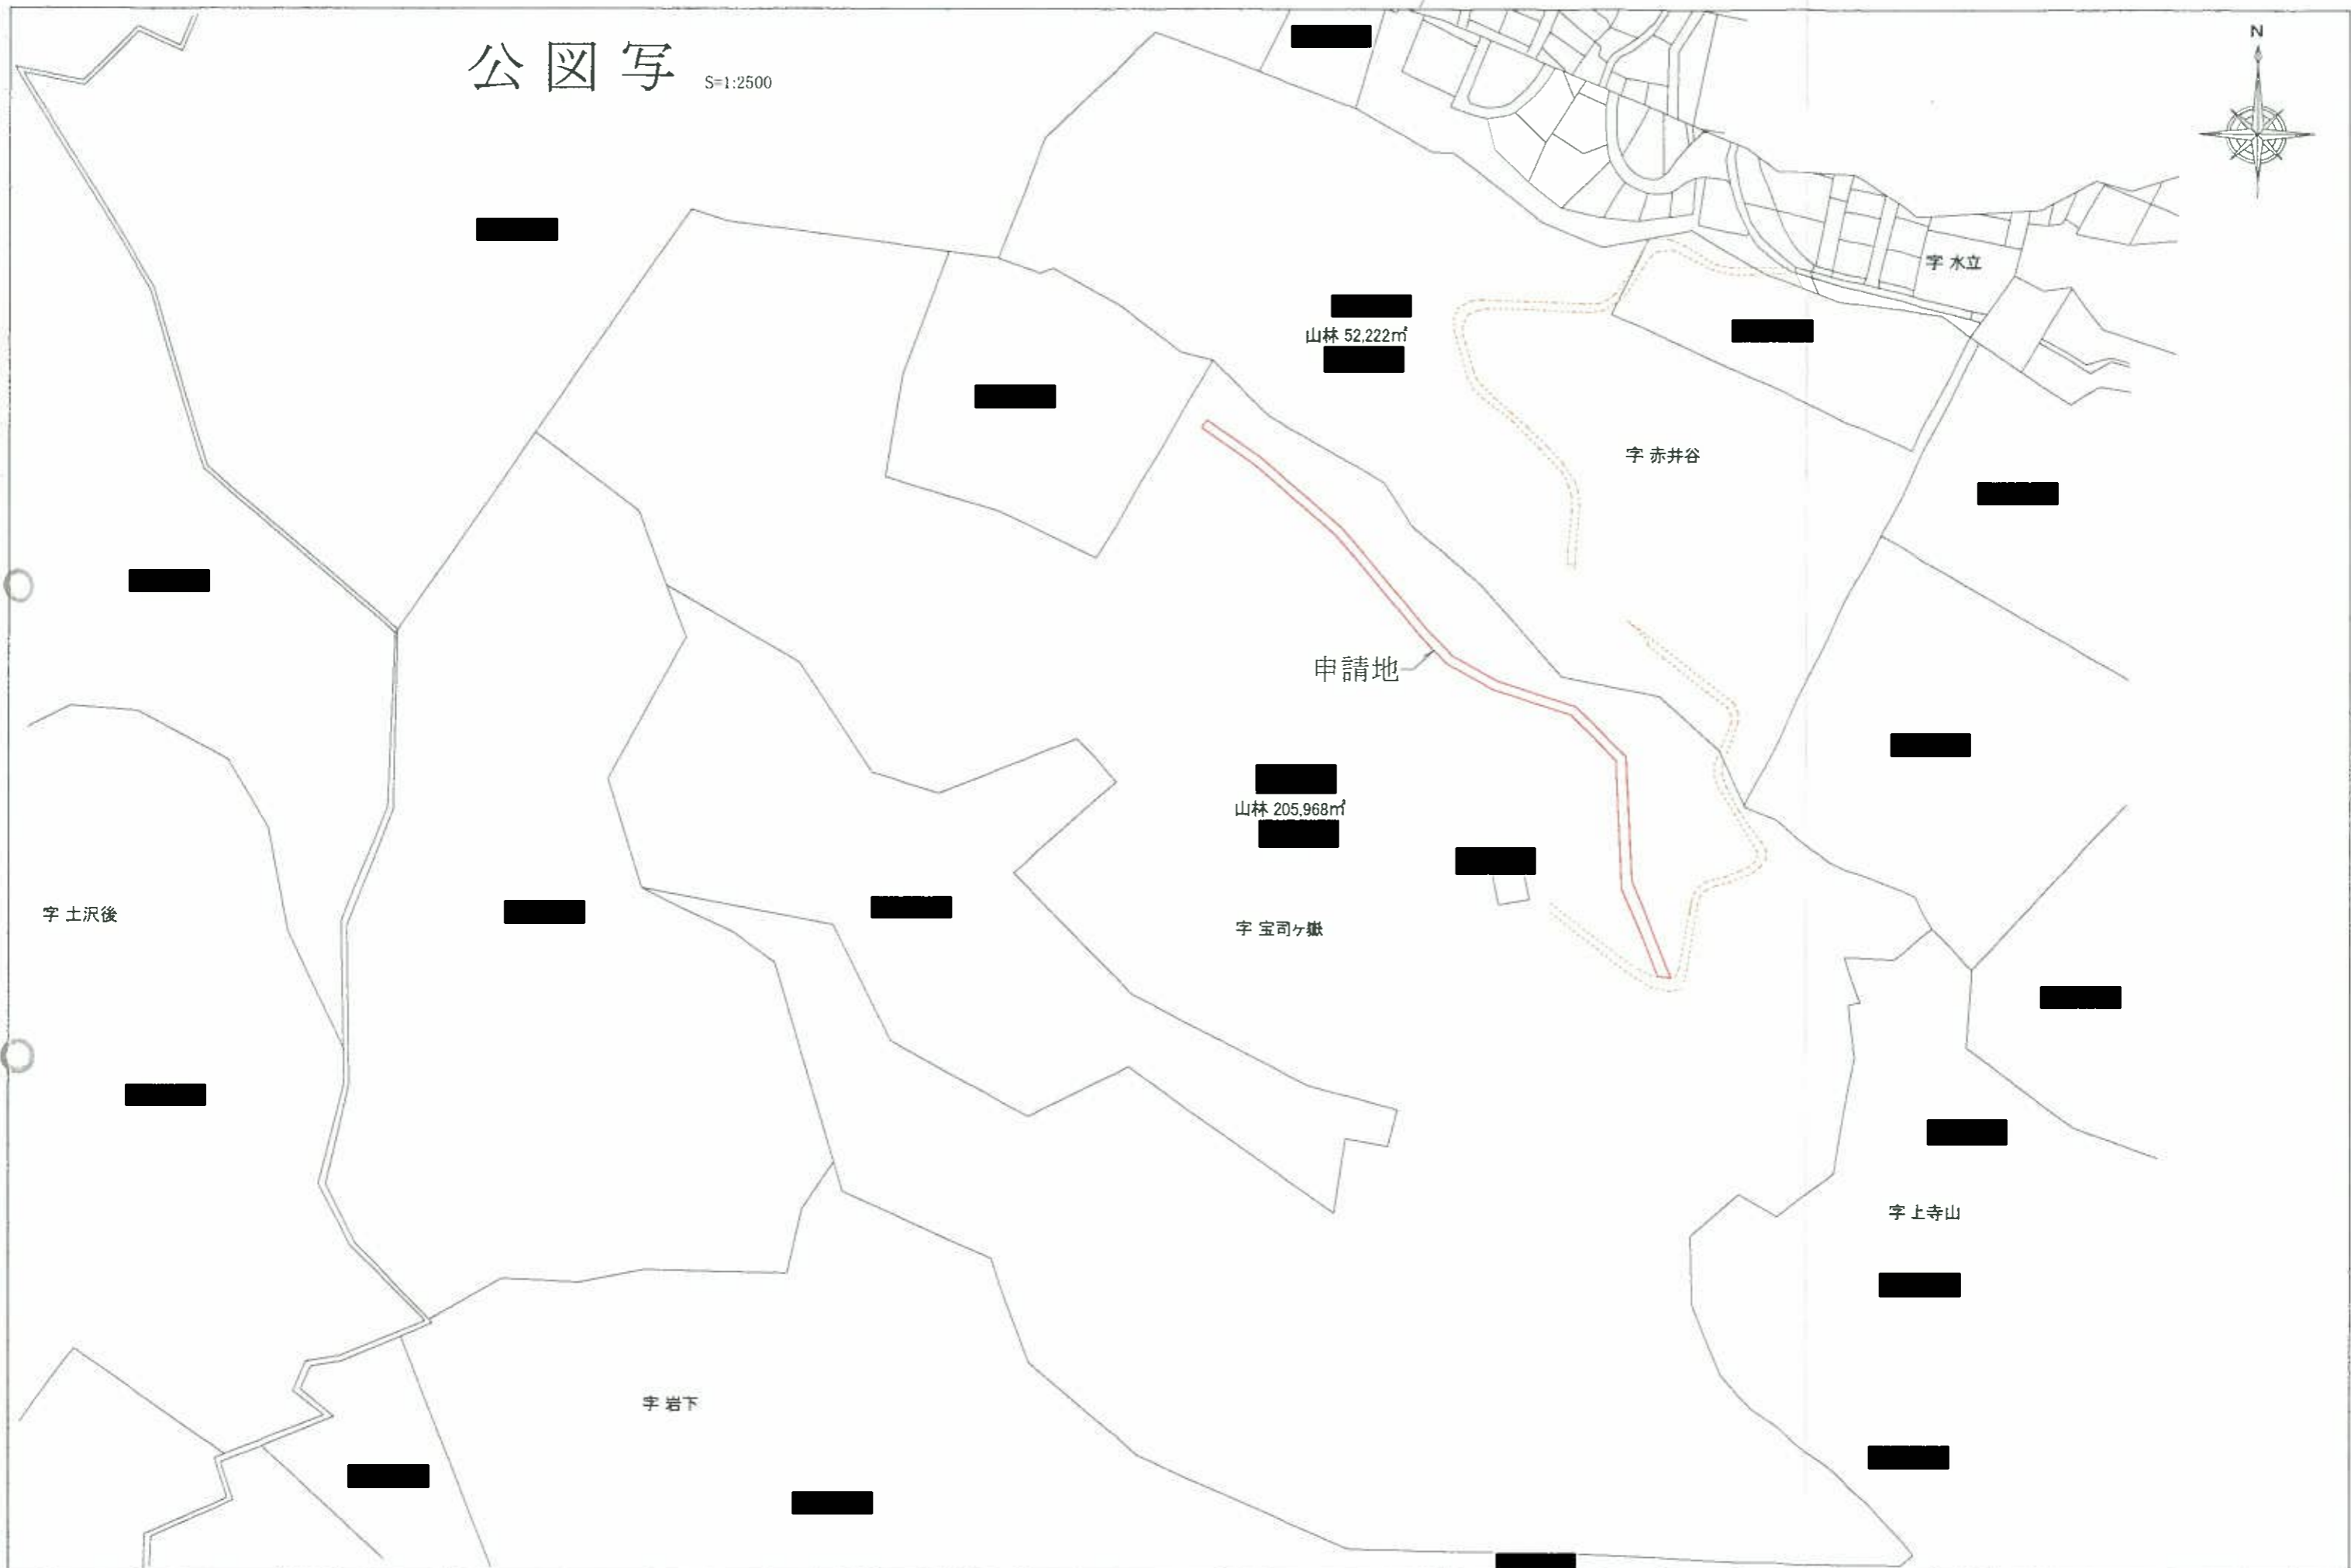 公図写 S=1:2500
N
字 水立
山林 52,222㎡
字 赤井谷
申請地
山林 205,968㎡
字 土沢後
字 宝司ヶ嶽
字 上寺山
字 岩下